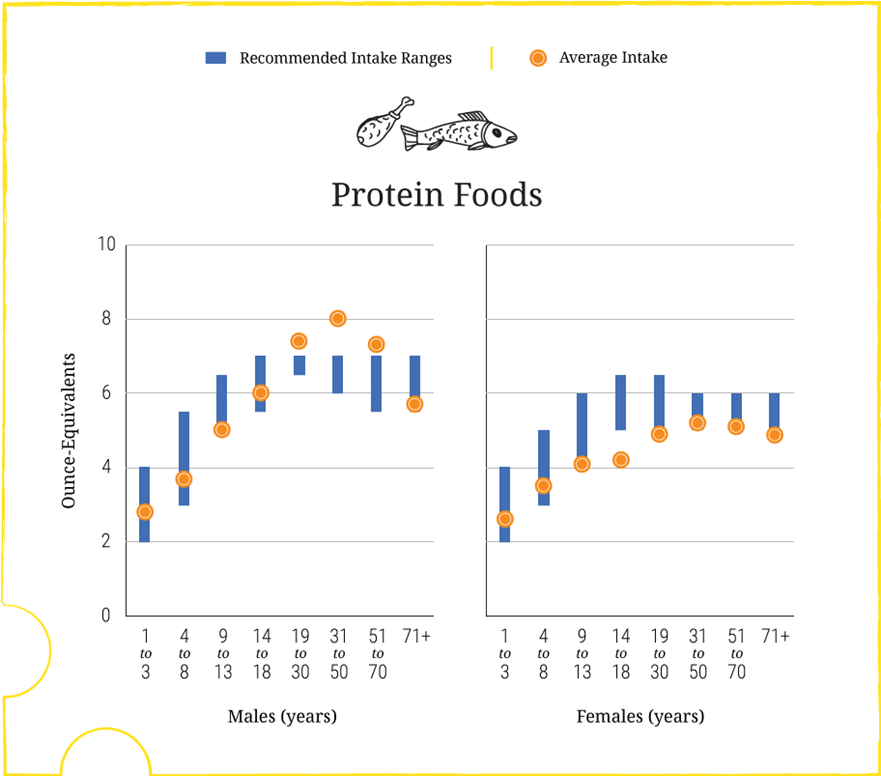 Recommended Intake Ranges
Average Intake
Protein Foods
Ounce-Equivalents
10
8
6
4
2
0
1 4 9 14 19 31 51 71+
to to to to to to to
3 8 13 18 30 50 70
Males (years)
1 4 9 14 19 31 51 71+
to to to to to to to
3 8 13 18 30 50 70
Females (years)